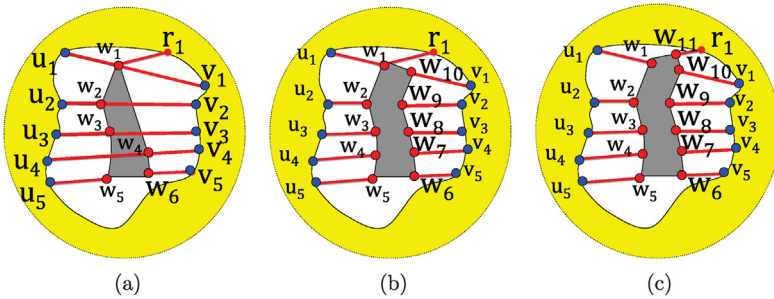 u1 w1 r1 v1
u2 w2 v2
u3 w3 v3
u4 w4 v4
u5 w5 w6 v5
(a)
u1 w1 r1 w10 v1
u2 w2 w9 v2
u3 w3 w8 v3
u4 w4 w7 v4
u5 w5 w6 v5
(b)
u1 w1 w11 r1 w10 v1
u2 w2 w9 v2
u3 w3 w8 v3
u4 w4 w7 v4
u5 w5 w6 v5
(c)